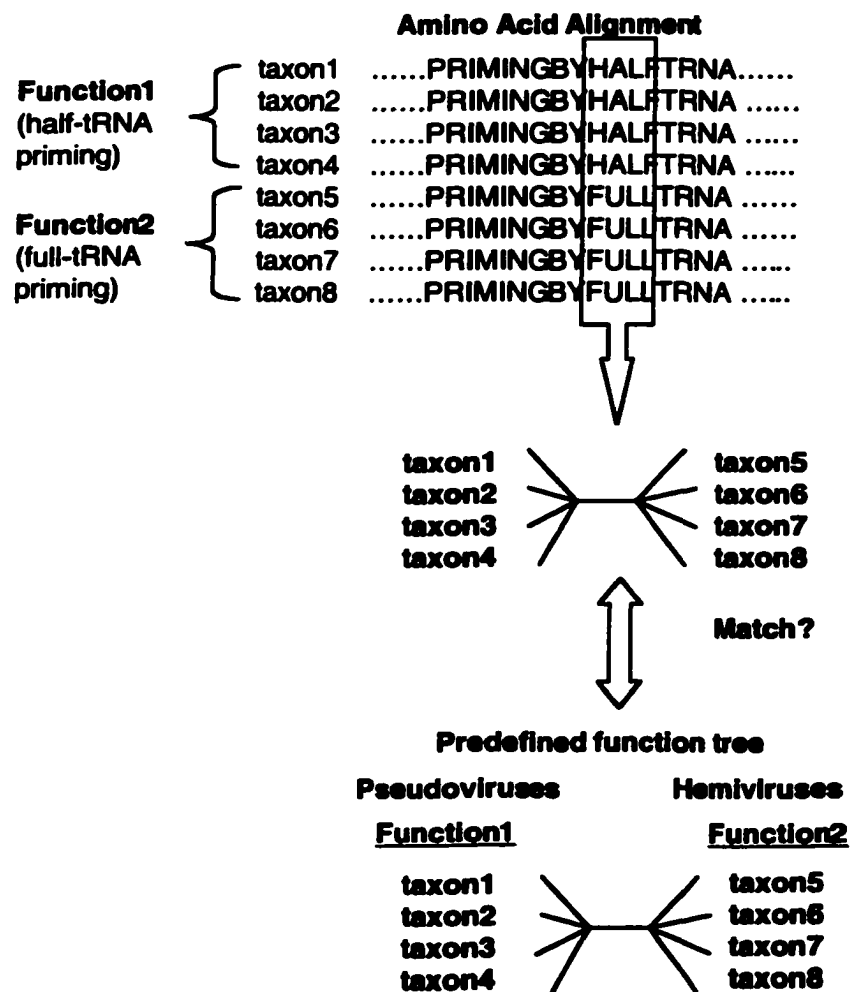 Amino Acid Alignment
Function1
(half-tRNA
priming)
taxon1 ......PRIMINGBYHALFTRNA......
taxon2 ......PRIMINGBYHALFTRNA ......
taxon3 ......PRIMINGBYHALFTRNA ......
taxon4 ......PRIMINGBYHALFTRNA ......
Function2
(full-tRNA
priming)
taxon5 ......PRIMINGBYFULLTRNA ......
taxon6 ......PRIMINGBYFULLTRNA ......
taxon7 ......PRIMINGBYFULLTRNA ......
taxon8 ......PRIMINGBYFULLTRNA ......
taxon1 taxon5
taxon2 taxon6
taxon3 taxon7
taxon4 taxon8
Match?
Predefined function tree
Pseudoviruses Hemiviruses
Function1 Function2
taxon1 taxon5
taxon2 taxon6
taxon3 taxon7
taxon4 taxon8